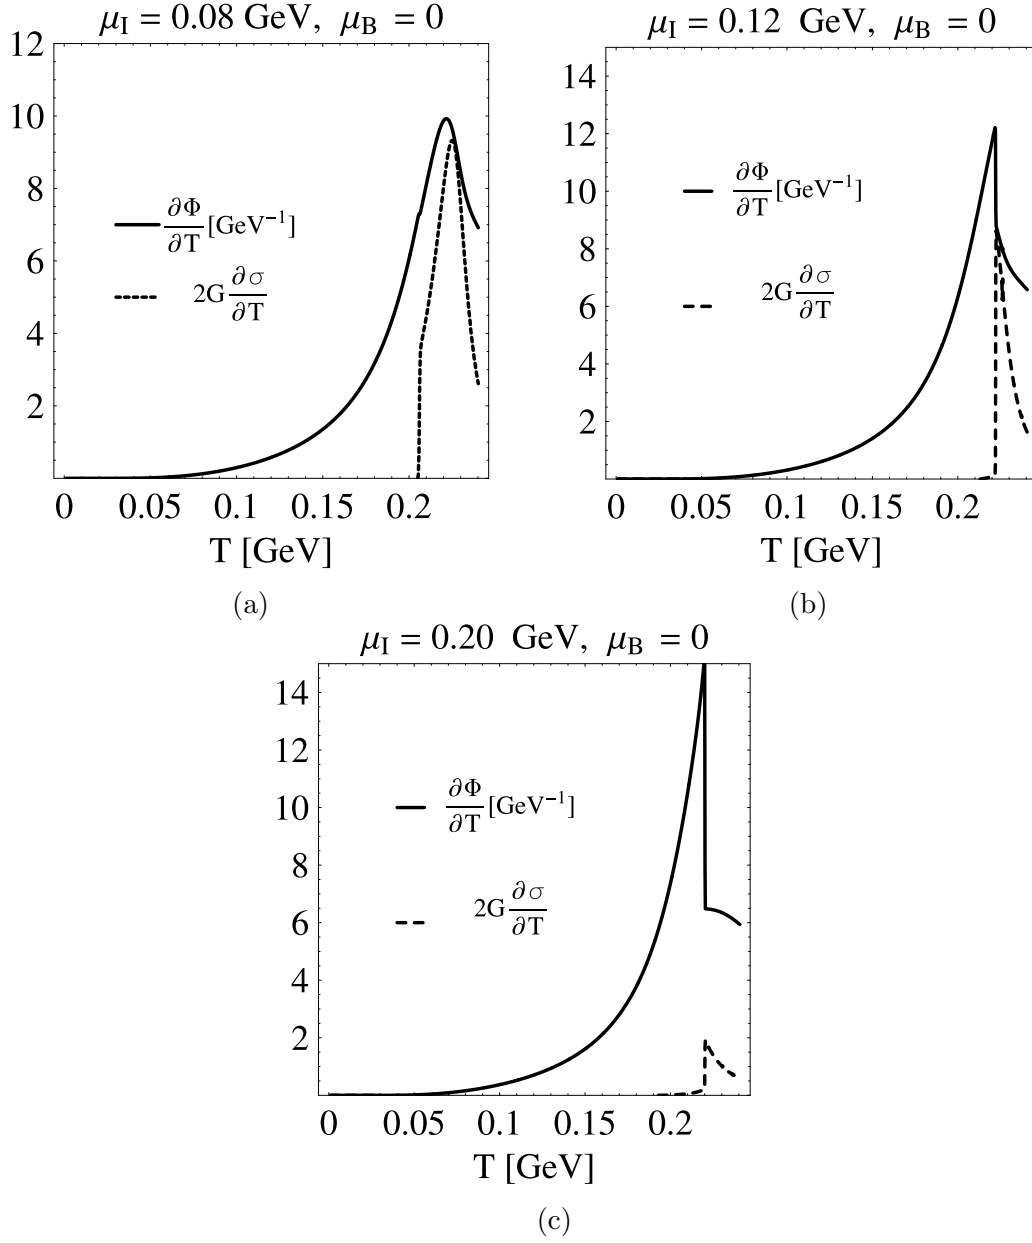 μI = 0.08 GeV, μB = 0
12
10
8
6
4
2
∂Φ/∂T [GeV⁻¹]
2G ∂σ/∂T
0 0.05 0.1 0.15 0.2
T [GeV]
(a)
μI = 0.12 GeV, μB = 0
14
12
10
8
6
4
2
∂Φ/∂T [GeV⁻¹]
2G ∂σ/∂T
0 0.05 0.1 0.15 0.2
T [GeV]
(b)
μI = 0.20 GeV, μB = 0
14
12
10
8
6
4
2
∂Φ/∂T [GeV⁻¹]
2G ∂σ/∂T
0 0.05 0.1 0.15 0.2
T [GeV]
(c)